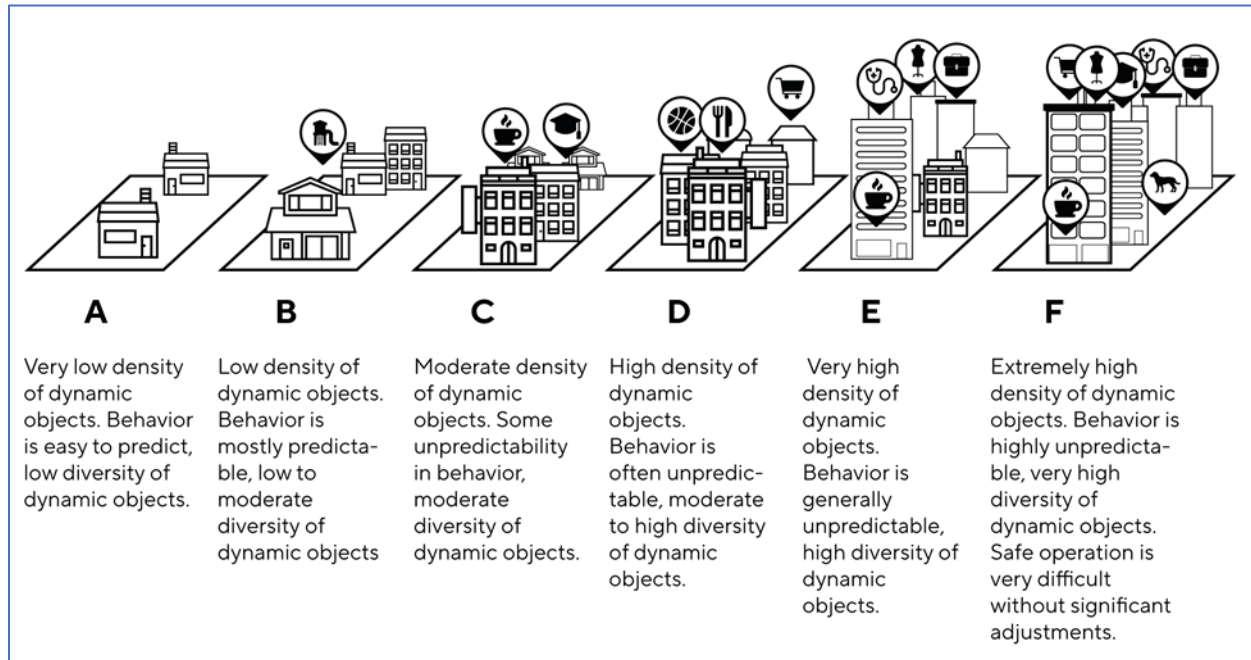 A
Very low density
of dynamic
objects. Behavior
is easy to predict,
low diversity of
dynamic objects.
B
Low density of
dynamic objects.
Behavior is
mostly predicta-
ble, low to
moderate
diversity of
dynamic objects
C
Moderate density
of dynamic
objects. Some
unpredictability
in behavior,
moderate
diversity of
dynamic objects.
D
High density of
dynamic
objects.
Behavior is
often unpredic-
table, moderate
to high diversity
of dynamic
objects.
E
Very high
density of
dynamic
objects.
Behavior is
generally
unpredictable,
high diversity of
dynamic
objects.
F
Extremely high
density of dynamic
objects. Behavior is
highly unpredicta-
ble, very high
diversity of
dynamic objects.
Safe operation is
very difficult
without significant
adjustments.